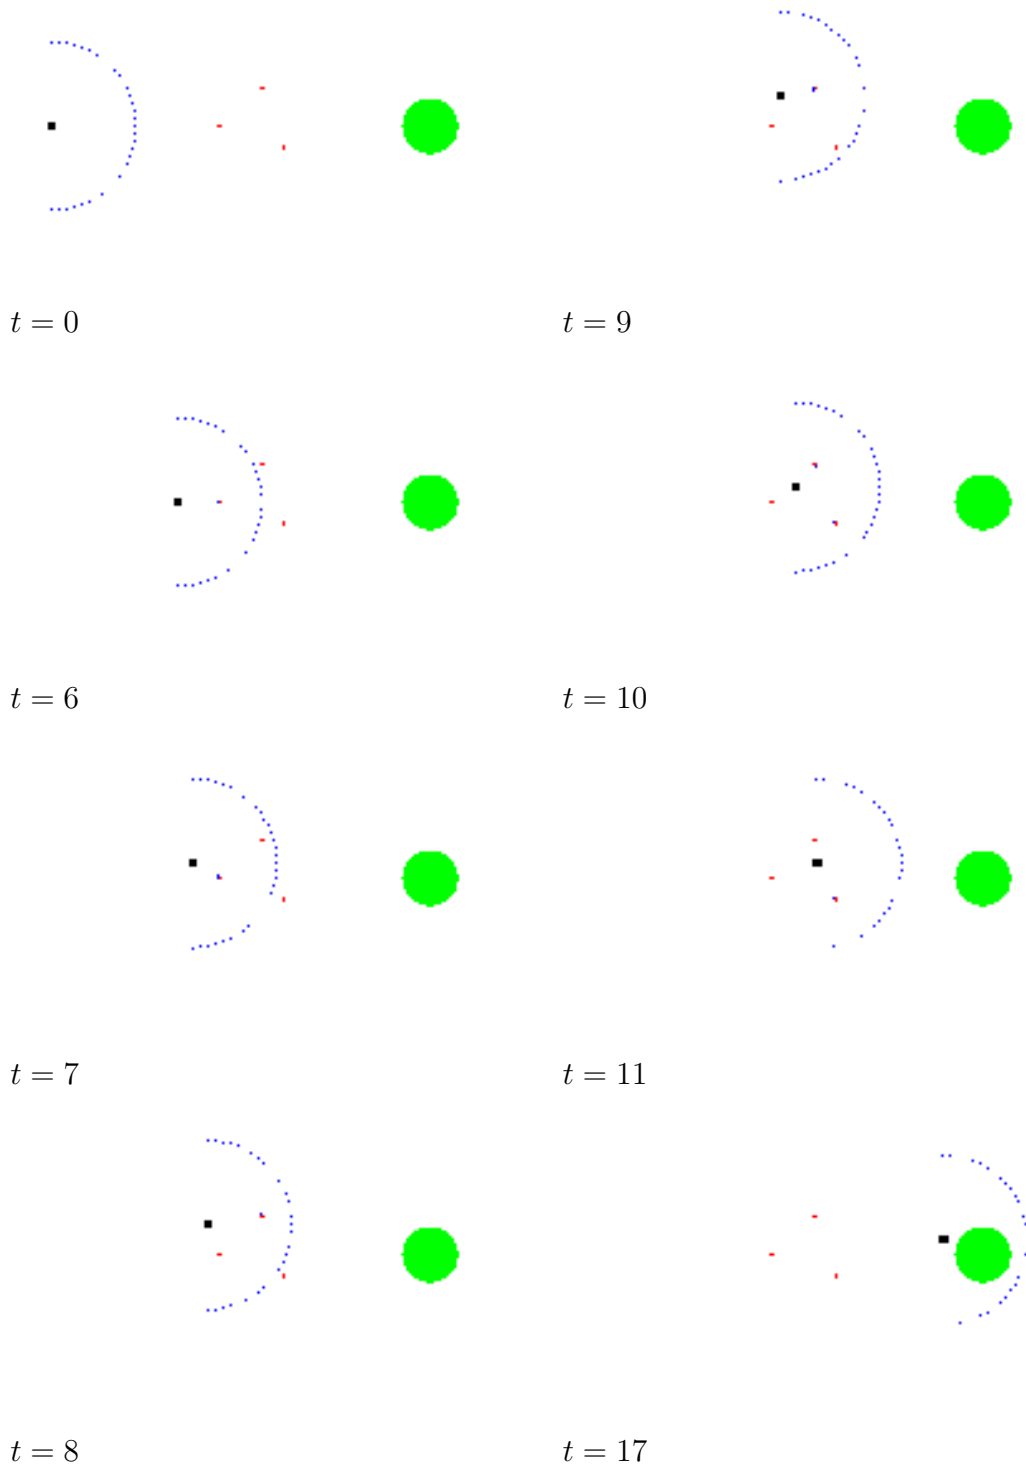 t = 0
t = 9
t = 6
t = 10
t = 7
t = 11
t = 8
t = 17